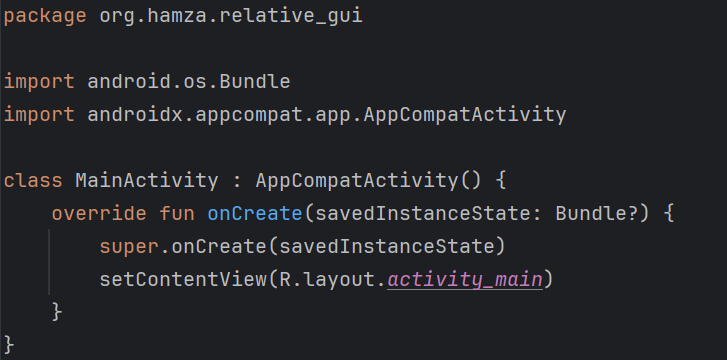 package org.hamza.relative_gui
import android.os.Bundle
import androidx.appcompat.app.AppCompatActivity
class MainActivity : AppCompatActivity() {
override fun onCreate(savedInstanceState: Bundle?) {
super.onCreate(savedInstanceState)
setContentView(R.layout.activity_main)
}
}